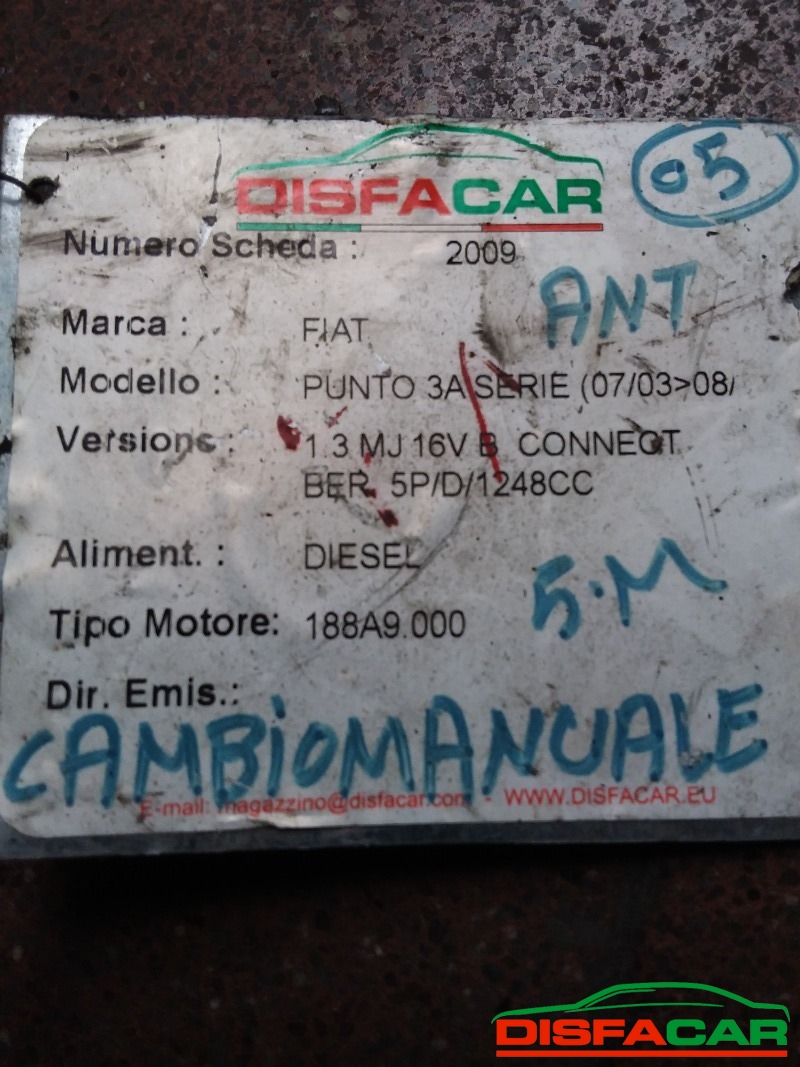 DISFACAR
05
Numero Scheda : 2009
ANT
Marca : FIAT
Modello : PUNTO 3A SERIE (07/03>08/
Versione : 1.3 MJ 16V B CONNECT
BER. 5P/D/1248CC
Aliment. : DIESEL
5.M
Tipo Motore: 188A9.000
Dir. Emis.:
CAMBIOMANUALE
E-mail: magazzino@disfacar.com - WWW.DISFACAR.EU
DISFACAR